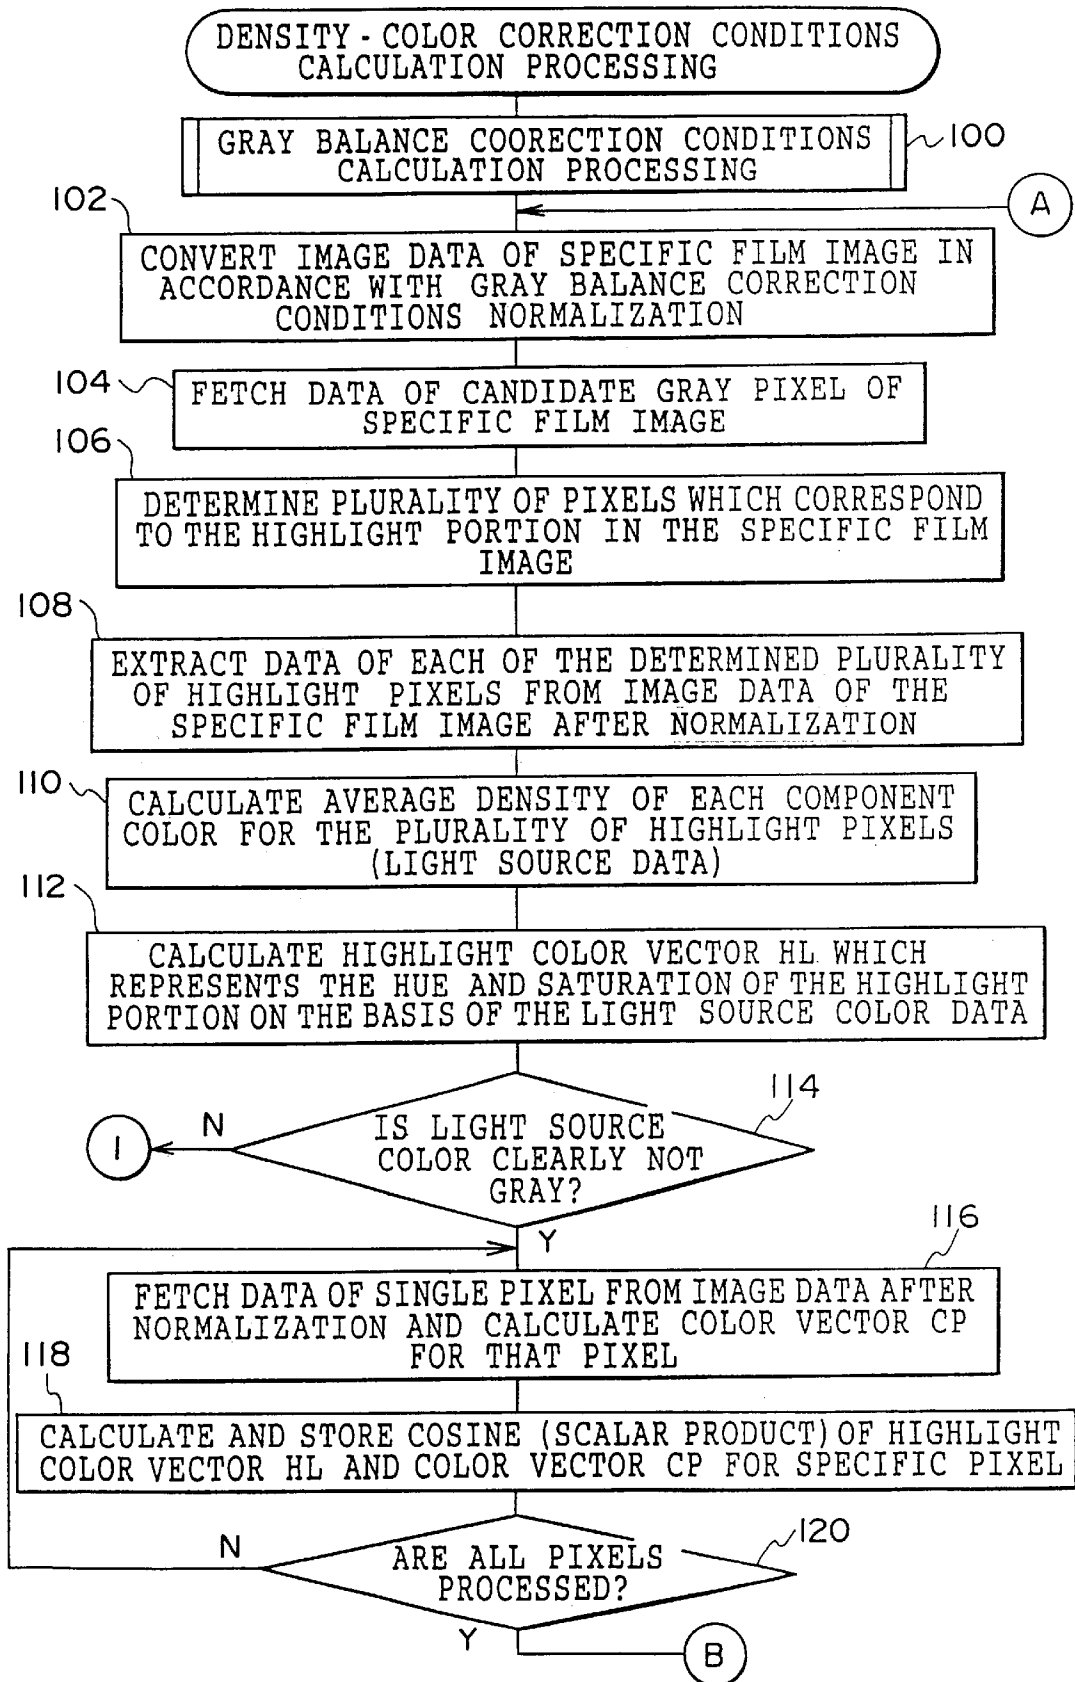 DENSITY - COLOR CORRECTION CONDITIONS
CALCULATION PROCESSING
GRAY BALANCE COORECTION CONDITIONS
CALCULATION PROCESSING
100
102
A
CONVERT IMAGE DATA OF SPECIFIC FILM IMAGE IN
ACCORDANCE WITH GRAY BALANCE CORRECTION
CONDITIONS NORMALIZATION
104
FETCH DATA OF CANDIDATE GRAY PIXEL OF
SPECIFIC FILM IMAGE
106
DETERMINE PLURALITY OF PIXELS WHICH CORRESPOND
TO THE HIGHLIGHT PORTION IN THE SPECIFIC FILM
IMAGE
108
EXTRACT DATA OF EACH OF THE DETERMINED PLURALITY
OF HIGHLIGHT PIXELS FROM IMAGE DATA OF THE
SPECIFIC FILM IMAGE AFTER NORMALIZATION
110
CALCULATE AVERAGE DENSITY OF EACH COMPONENT
COLOR FOR THE PLURALITY OF HIGHLIGHT PIXELS
(LIGHT SOURCE DATA)
112
CALCULATE HIGHLIGHT COLOR VECTOR HL WHICH
REPRESENTS THE HUE AND SATURATION OF THE HIGHLIGHT
PORTION ON THE BASIS OF THE LIGHT SOURCE COLOR DATA
114
N
I
IS LIGHT SOURCE
COLOR CLEARLY NOT
GRAY?
Y
116
FETCH DATA OF SINGLE PIXEL FROM IMAGE DATA AFTER
NORMALIZATION AND CALCULATE COLOR VECTOR CP
FOR THAT PIXEL
118
CALCULATE AND STORE COSINE (SCALAR PRODUCT) OF HIGHLIGHT
COLOR VECTOR HL AND COLOR VECTOR CP FOR SPECIFIC PIXEL
120
N
ARE ALL PIXELS
PROCESSED?
Y
B